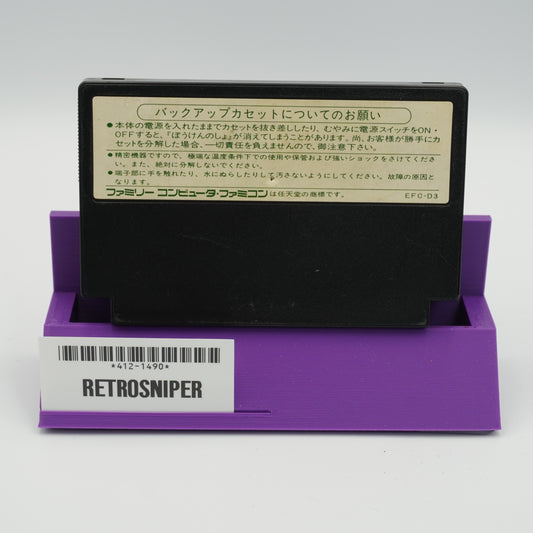 バックアップカセットについてのお願い
●本体の電源を入れたままでカセットを抜き差ししたり、むやみに電源スイッチをON・
OFFすると、「ぼうけんのしょ」が消えてしまうことがあります。尚、お客様が勝手にカセ
ットを分解した場合、一切責任を負えませんので、御注意下さい。
●精密機器ですので、極端な温度条件下での使用や保管および強いショックをさけてくださ
い。また、絶対に分解しないでください。
●端子部に手を触れたり、水にぬらしたりして汚さないようにしてください。故障の原因と
なります。
ファミリーコンピュータ・ファミコンは任天堂の商標です。 EFC-D3
*412-1490*
RETROSNIPER